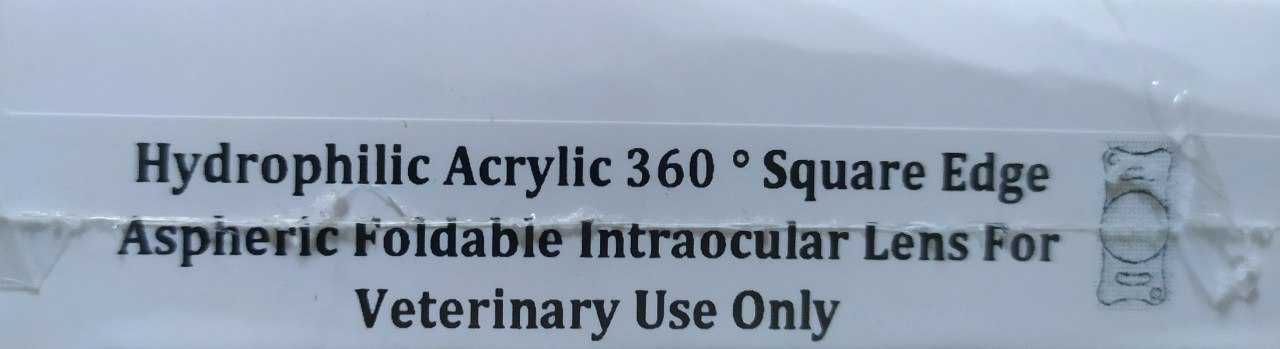 Hydrophilic Acrylic 360 ° Square Edge
Aspheric Foldable Intraocular Lens For
Veterinary Use Only